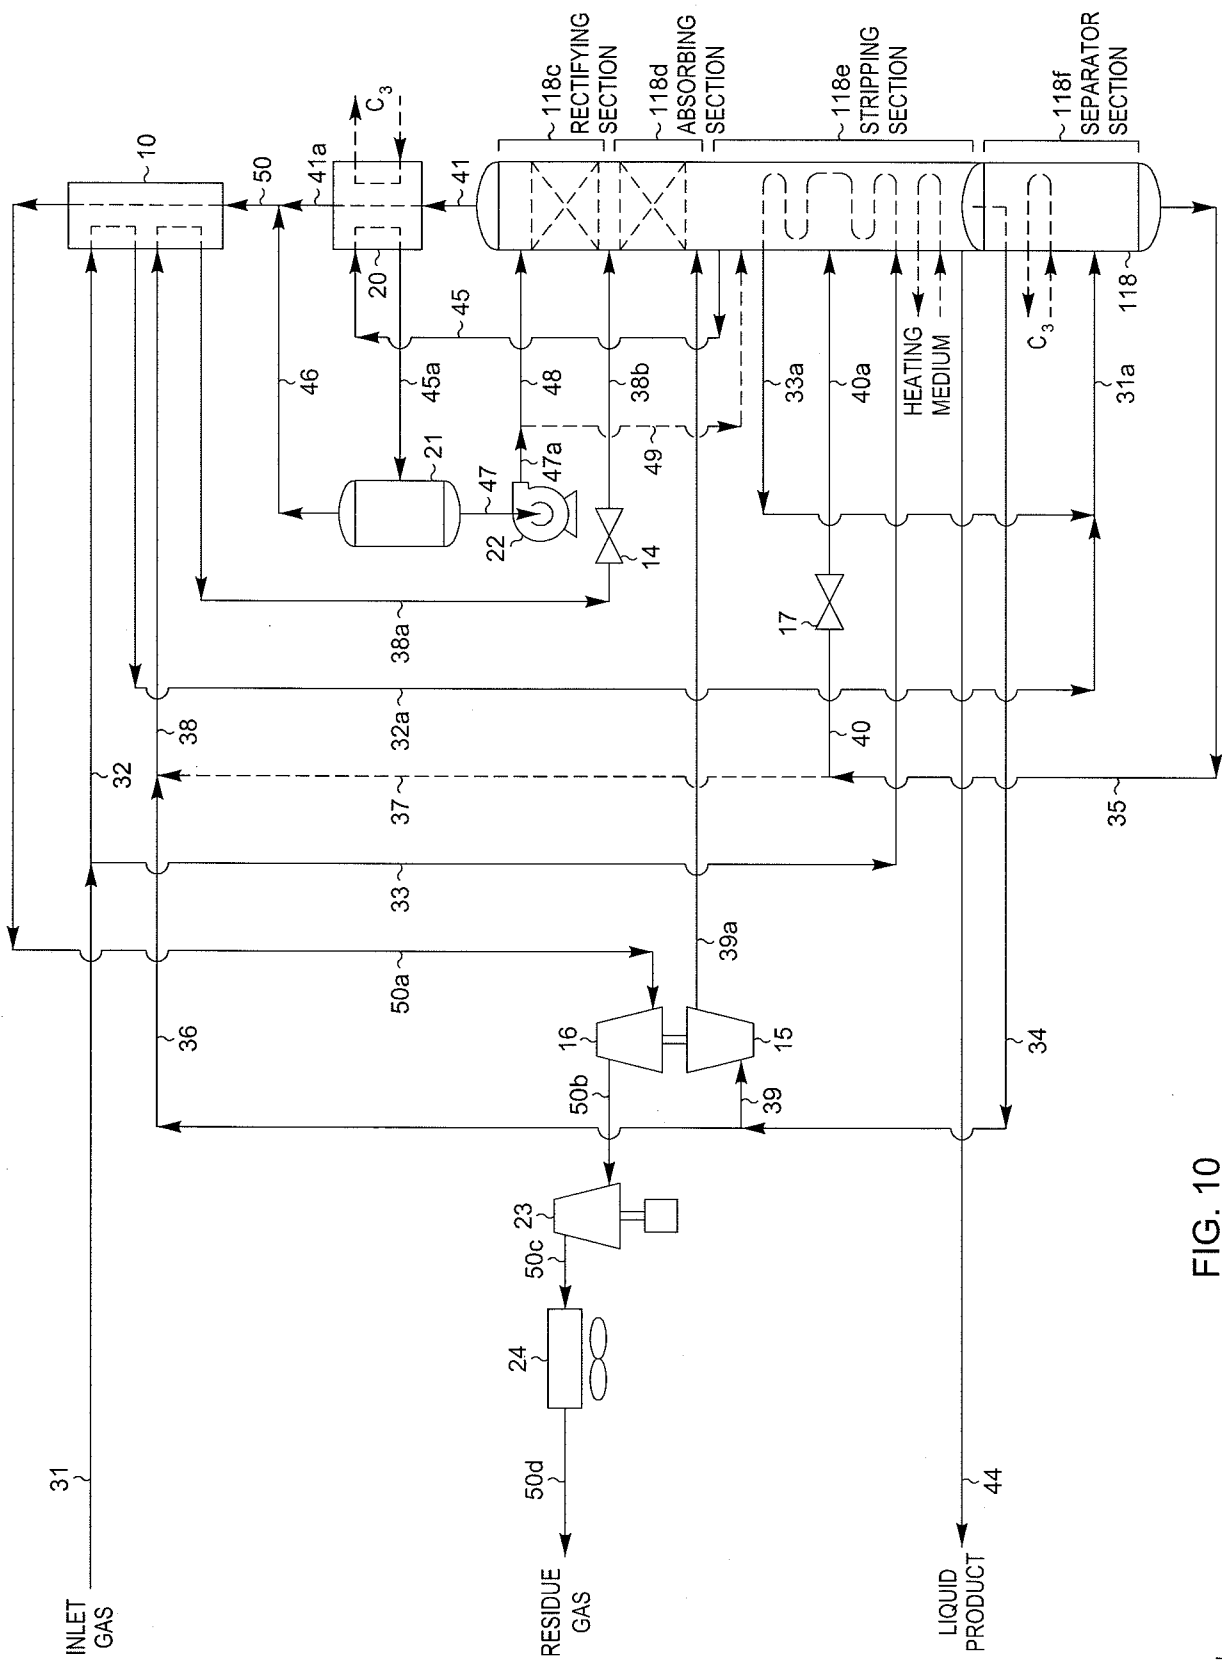 118c
RECTIFYING
SECTION
118d
ABSORBING
SECTION
118e
STRIPPING
SECTION
118f
SEPARATOR
SECTION
10
50
41a
C3
41
20
45
118
46
45a
48
38b
33a
40a
HEATING
MEDIUM
C3
31a
21
47
47a
49
22
14
38a
17
32
38
32a
40
37
35
33
50a
39a
36
16
15
34
50b
39
23
50c
24
31
50d
44
INLET
GAS
RESIDUE
GAS
LIQUID
PRODUCT
FIG. 10